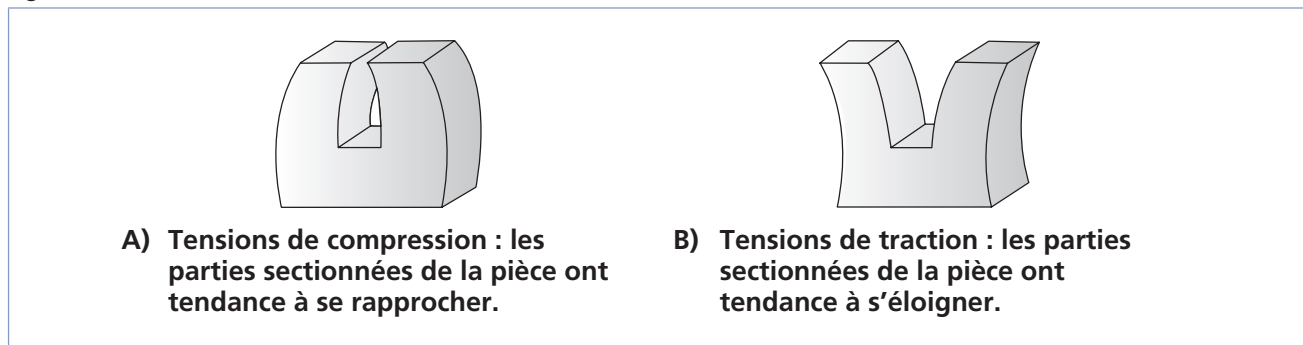 A) Tensions de compression : les
parties sectionnées de la pièce ont
tendance à se rapprocher.
B) Tensions de traction : les parties
sectionnées de la pièce ont
tendance à s’éloigner.